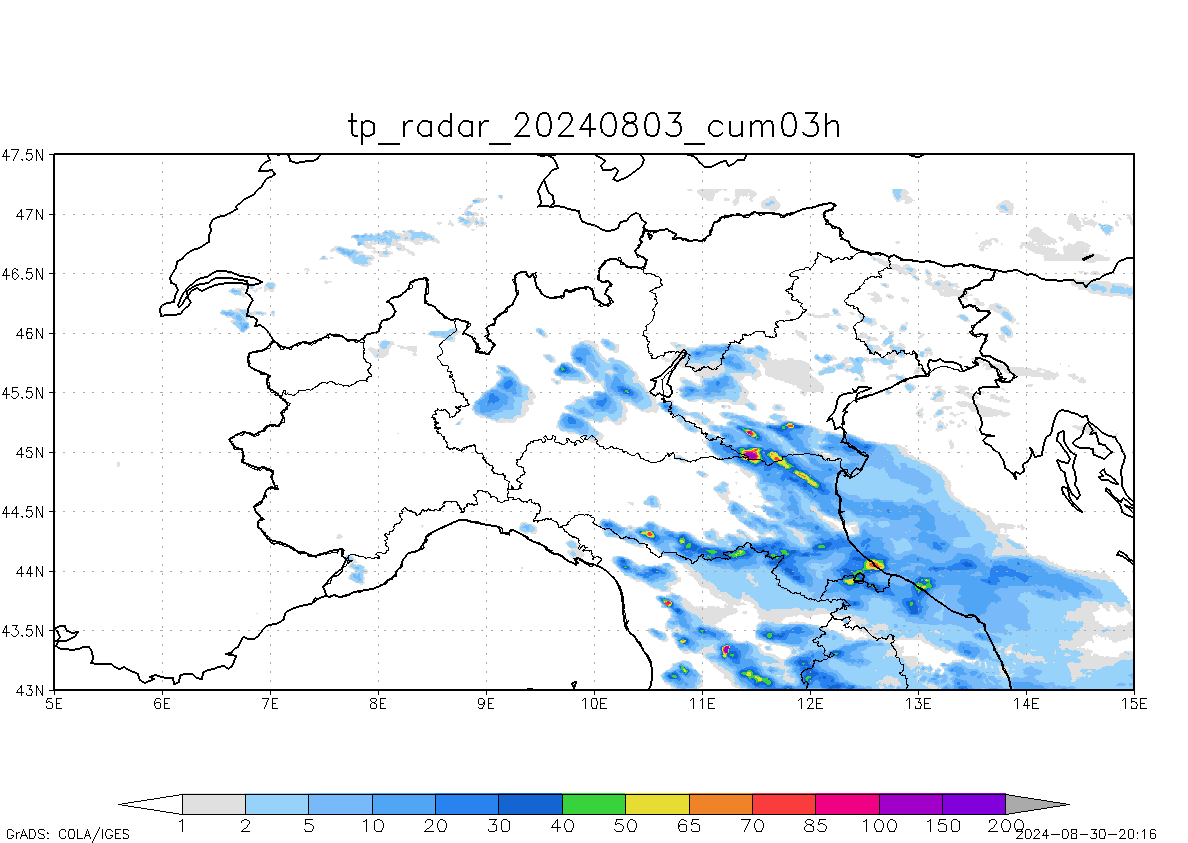 tp_radar_20240803_cum03h
47.5N
47N
46.5N
46N
45.5N
45N
44.5N
44N
43.5N
43N
5E 6E 7E 8E 9E 10E 11E 12E 13E 14E 15E
1 2 5 10 20 30 40 50 65 70 85 100 150 200
GrADS: COLA/IGES 2024-08-30-20:16